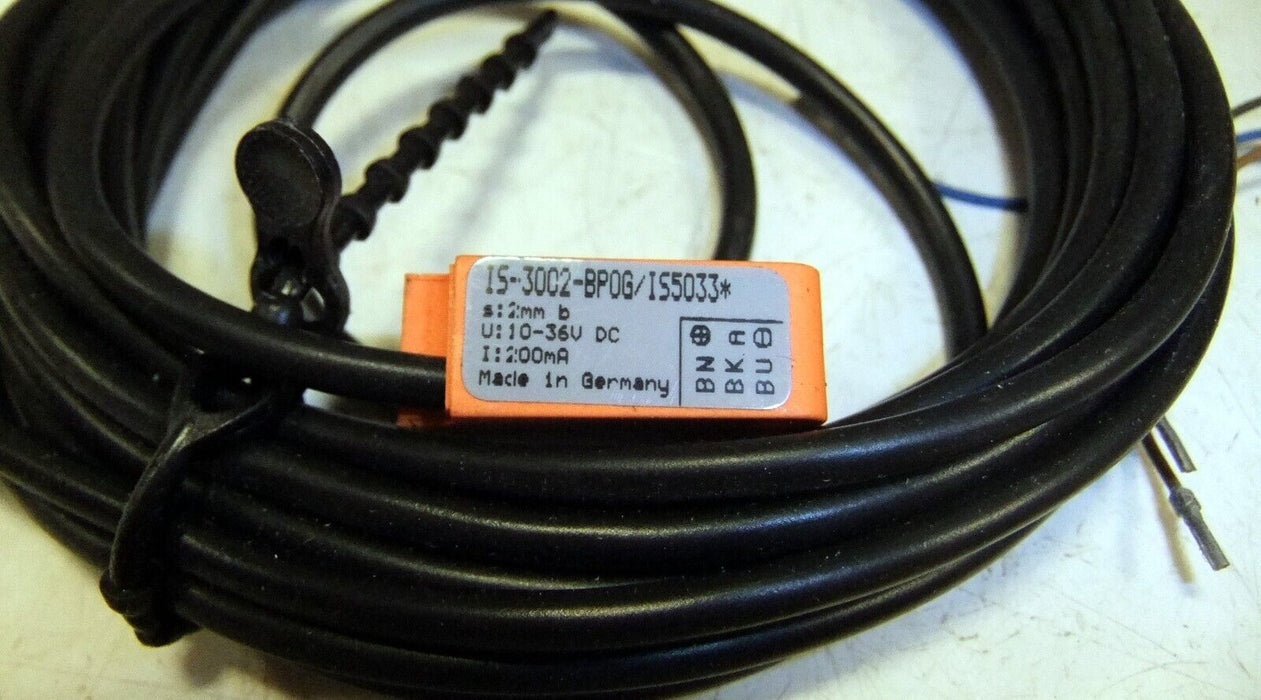 IS-3002-BPOG/IS5033*
s:2mm b
U:10-36V DC
I:200mA
Made in Germany
BN ⊕
BK A
BU ⊖